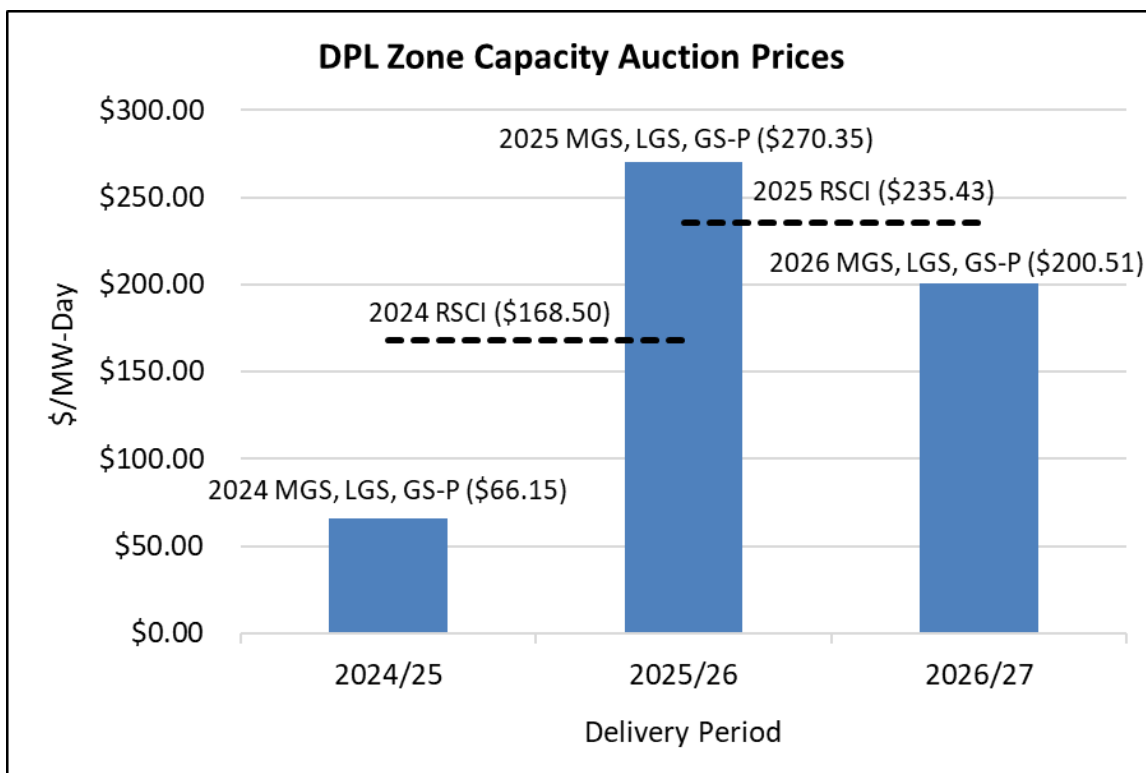 DPL Zone Capacity Auction Prices
$/MW-Day
$300.00
$250.00
$200.00
$150.00
$100.00
$50.00
$0.00
2025 MGS, LGS, GS-P ($270.35)
2025 RSCI ($235.43)
2026 MGS, LGS, GS-P ($200.51)
2024 RSCI ($168.50)
2024 MGS, LGS, GS-P ($66.15)
2024/25
2025/26
2026/27
Delivery Period